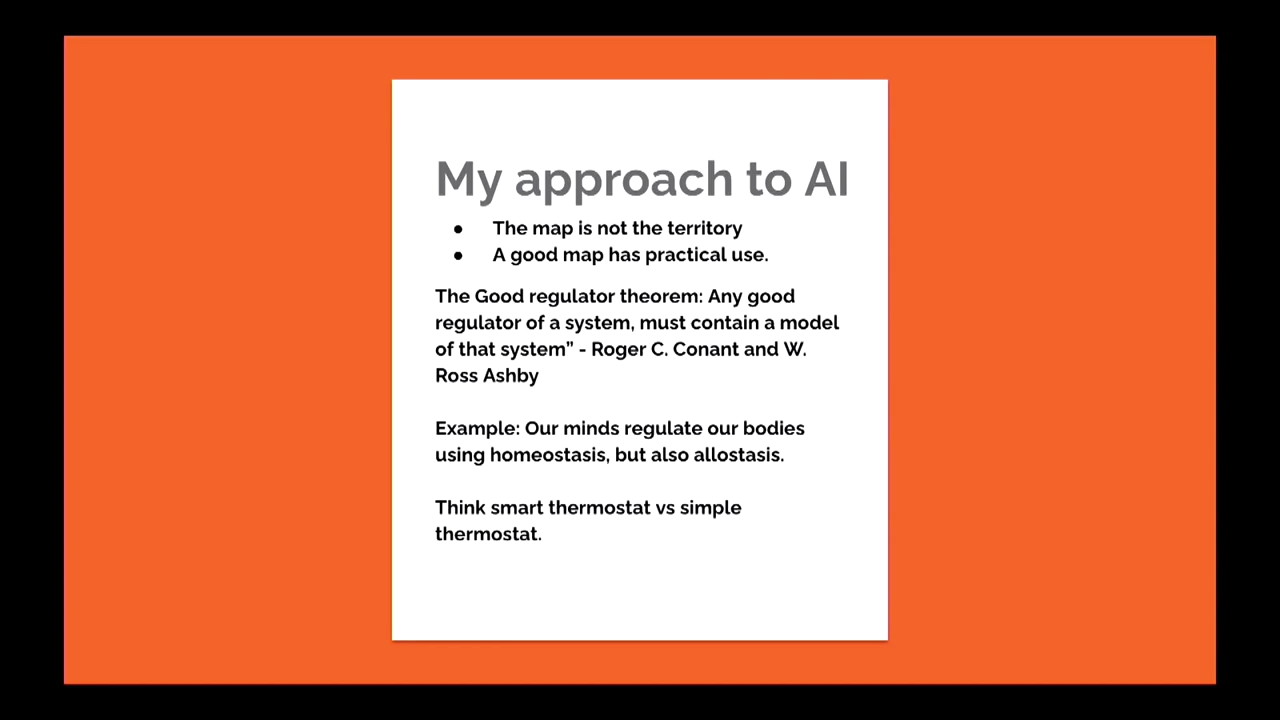 My approach to AI
● The map is not the territory
● A good map has practical use.
The Good regulator theorem: Any good
regulator of a system, must contain a model
of that system” - Roger C. Conant and W.
Ross Ashby
Example: Our minds regulate our bodies
using homeostasis, but also allostasis.
Think smart thermostat vs simple
thermostat.